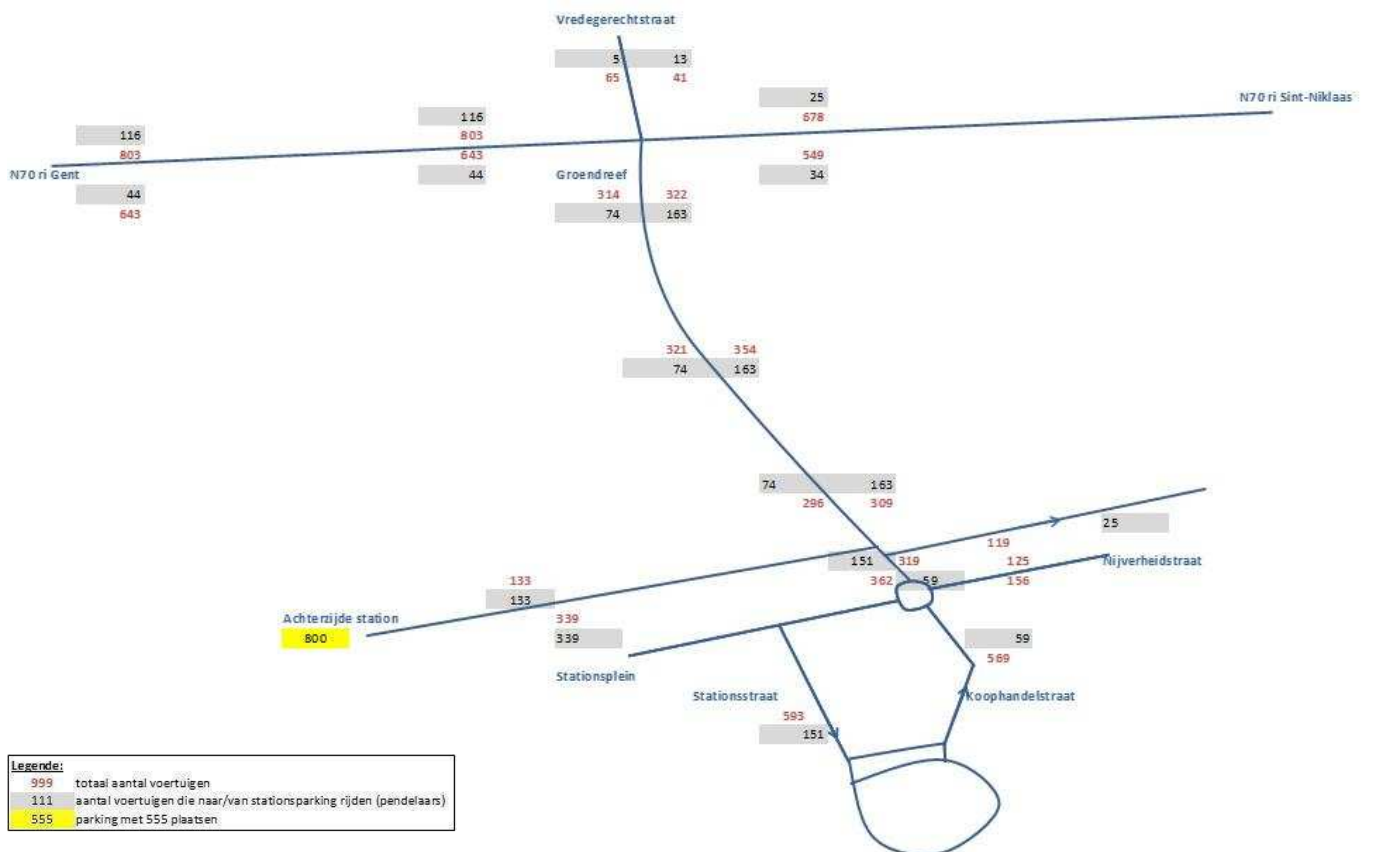 Vredegerechtstraat
5 13
65 41
25
N70 ri Sint-Niklaas
116
678
116
803
803
643
549
N70 ri Gent
44
34
Groendreef
44
314 322
643
74 163
321 354
74 163
74 163
296 309
25
119
151 319
125
Nijverheidstraat
133
362 59
156
133
339
Achterzijde station
800
339
59
569
Stationsplein
Stationsstraat
Koophandelstraat
593
151
Legende:
999 totaal aantal voertuigen
111 aantal voertuigen die naar/van stationsparking rijden (pendelaars)
555 parking met 555 plaatsen